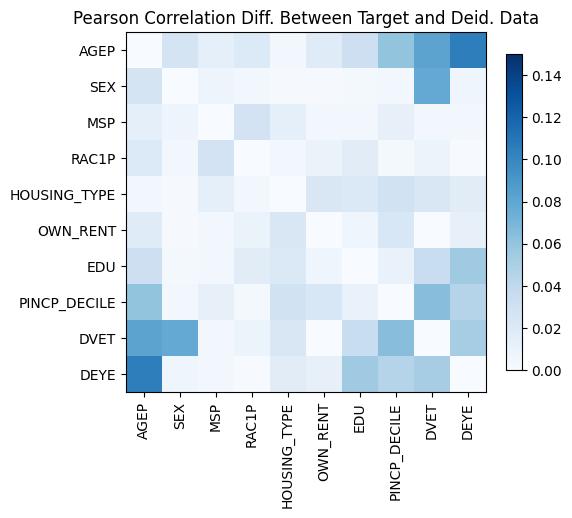 Pearson Correlation Diff. Between Target and Deid. Data
AGEP
SEX
MSP
RAC1P
HOUSING_TYPE
OWN_RENT
EDU
PINCP_DECILE
DVET
DEYE
AGEP
SEX
MSP
RAC1P
HOUSING_TYPE
OWN_RENT
EDU
PINCP_DECILE
DVET
DEYE
0.14
0.12
0.10
0.08
0.06
0.04
0.02
0.00